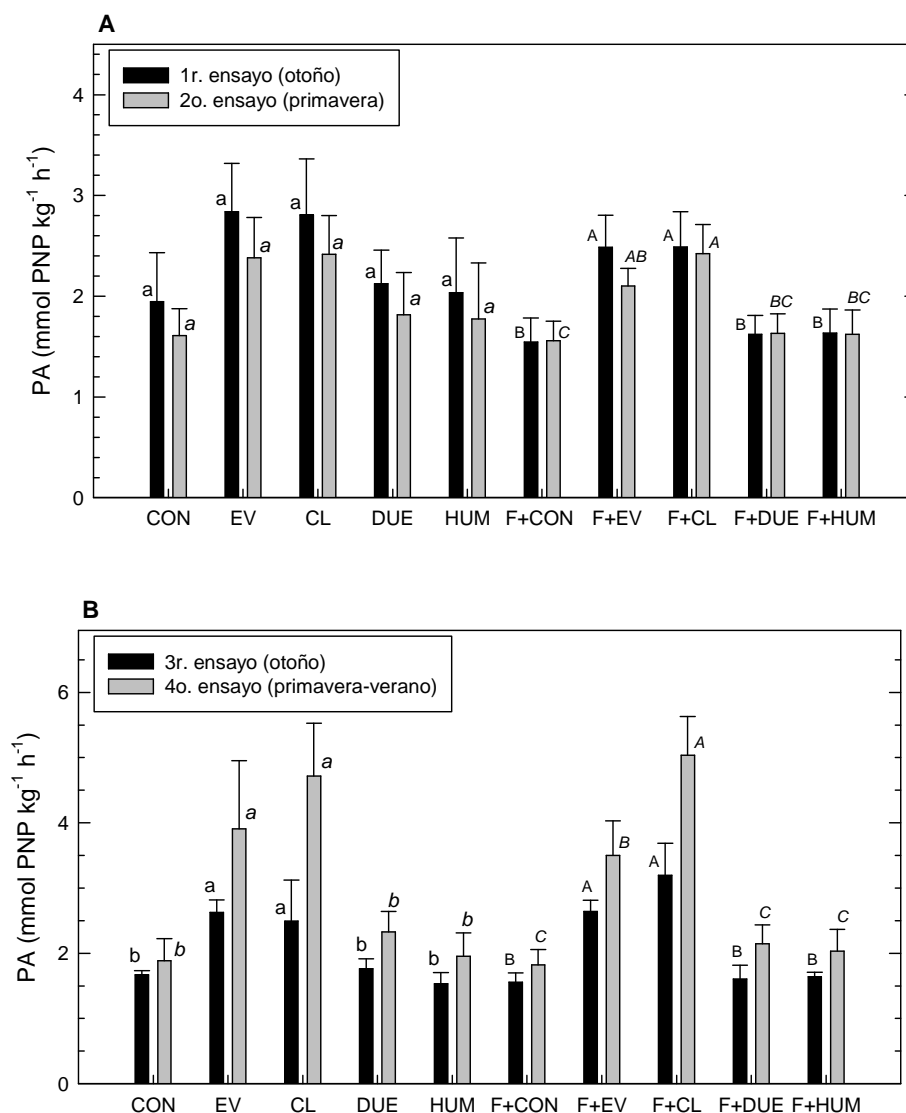 A
1r. ensayo (otoño)
2o. ensayo (primavera)
PA (mmol PNP kg⁻¹ h⁻¹)
4
3
2
1
0
a a a a a a a a a a B C A AB A A B BC B BC
CON EV CL DUE HUM F+CON F+EV F+CL F+DUE F+HUM
B
3r. ensayo (otoño)
4o. ensayo (primavera-verano)
PA (mmol PNP kg⁻¹ h⁻¹)
6
4
2
0
b b a a a a b b b b B C A B A A B C B C
CON EV CL DUE HUM F+CON F+EV F+CL F+DUE F+HUM